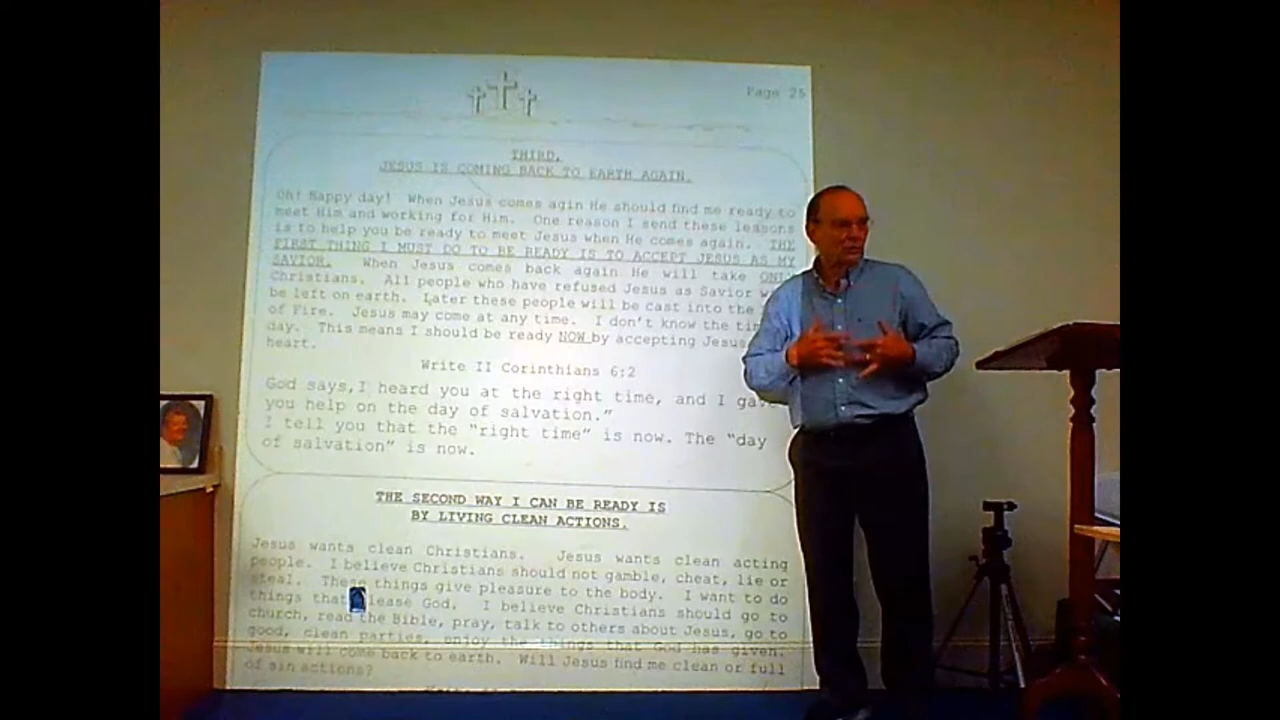 Page 25
THIRD,
JESUS IS COMING BACK TO EARTH AGAIN.
Oh! Happy day! When Jesus comes agin He should find me ready to
meet Him and working for Him. One reason I send these lessons
is to help you be ready to meet Jesus when He comes again. THE
FIRST THING I MUST DO TO BE READY IS TO ACCEPT JESUS AS MY
SAVIOR. When Jesus comes back again He will take
Christians. All people who have refused Jesus as Savior
be left on earth. Later these people will be cast into the
of Fire. Jesus may come at any time. I don't know the
day. This means I should be ready NOW by accepting Jesus
heart.
Write II Corinthians 6:2
God says, I heard you at the right time, and I
you help on the day of salvation."
I tell you that the "right time" is now. The "day
of salvation" is now.
THE SECOND WAY I CAN BE READY IS
BY LIVING CLEAN ACTIONS.
Jesus wants clean Christians. Jesus wants clean acting
people. I believe Christians should not gamble, cheat, lie or
steal. These things give pleasure to the body. I want to do
things that lease God. I believe Christians should go to
church, read the Bible, pray, talk to others about Jesus, go to
good, clean parties, enjoy the things that God has given.
Jesus will come back to earth. Will Jesus find me clean or full
of sin actions?